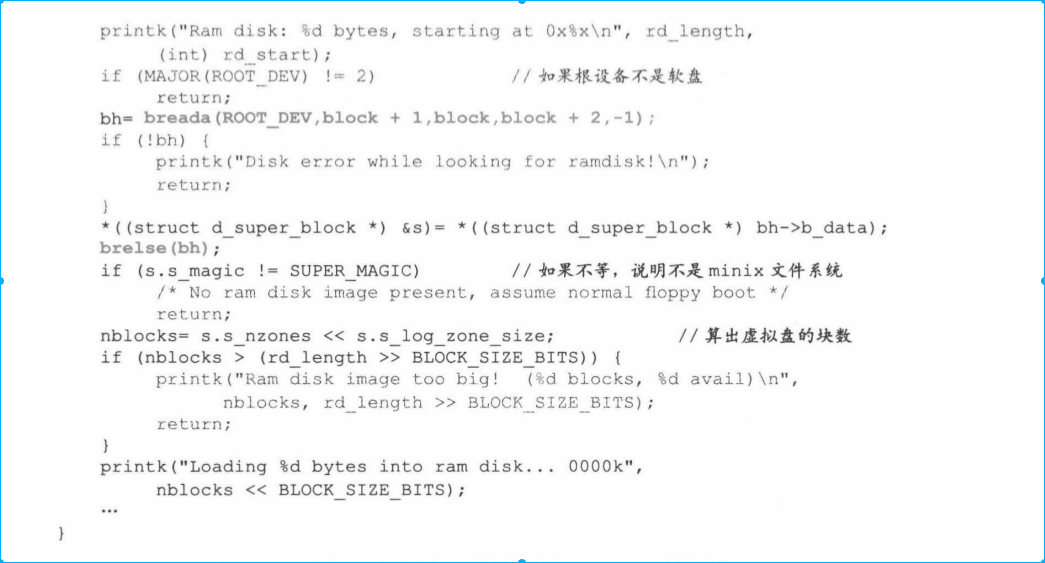 printk("Ram disk: %d bytes, starting at 0x%x\n", rd_length,
(int) rd_start);
if (MAJOR(ROOT_DEV) != 2) //如果根设备不是软盘
return;
bh= breada(ROOT_DEV,block + 1,block,block + 2,-1);
if (!bh) {
printk("Disk error while looking for ramdisk!\n");
return;
}
*((struct d_super_block *) &s)= *((struct d_super_block *) bh->b_data);
brelse(bh);
if (s.s_magic != SUPER_MAGIC) //如果不等，说明不是minix文件系统
/* No ram disk image present, assume normal floppy boot */
return;
nblocks= s.s_nzones << s.s_log_zone_size; //算出虚拟盘的块数
if (nblocks > (rd_length >> BLOCK_SIZE_BITS)) {
printk("Ram disk image too big! (%d blocks, %d avail)\n",
nblocks, rd_length >> BLOCK_SIZE_BITS);
return;
}
printk("Loading %d bytes into ram disk... 0000k",
nblocks << BLOCK_SIZE_BITS);
…
}